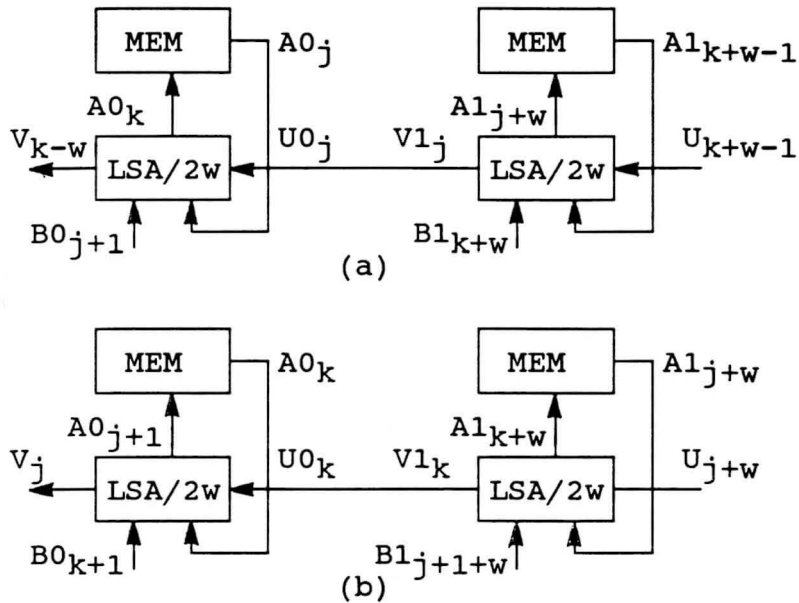 MEM A0j MEM A1k+w-1
A0k A1j+w
Vk-w U0j V1j Uk+w-1
LSA/2w LSA/2w
B0j+1 B1k+w
(a)
MEM A0k MEM A1j+w
A0j+1 A1k+w
Vj U0k V1k Uj+w
LSA/2w LSA/2w
B0k+1 B1j+1+w
(b)